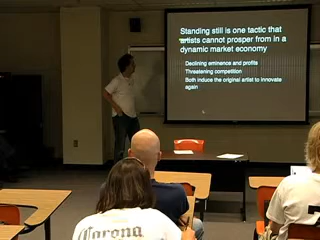 Standing still is one tactic that
artists cannot prosper from in a
dynamic market economy
Declining eminence and profits
Threatening competition
Both induce the original artist to innovate
again
Corona